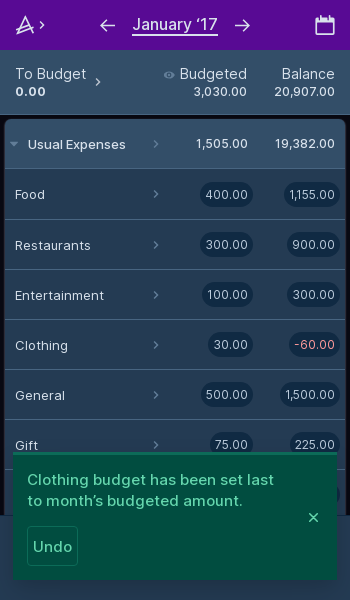 January ‘17
To Budget Budgeted Balance
0.00 3,030.00 20,907.00
Usual Expenses 1,505.00 19,382.00
Food 400.00 1,155.00
Restaurants 300.00 900.00
Entertainment 100.00 300.00
Clothing 30.00 -60.00
General 500.00 1,500.00
Gift 75.00 225.00
Clothing budget has been set last
to month’s budgeted amount.
Undo